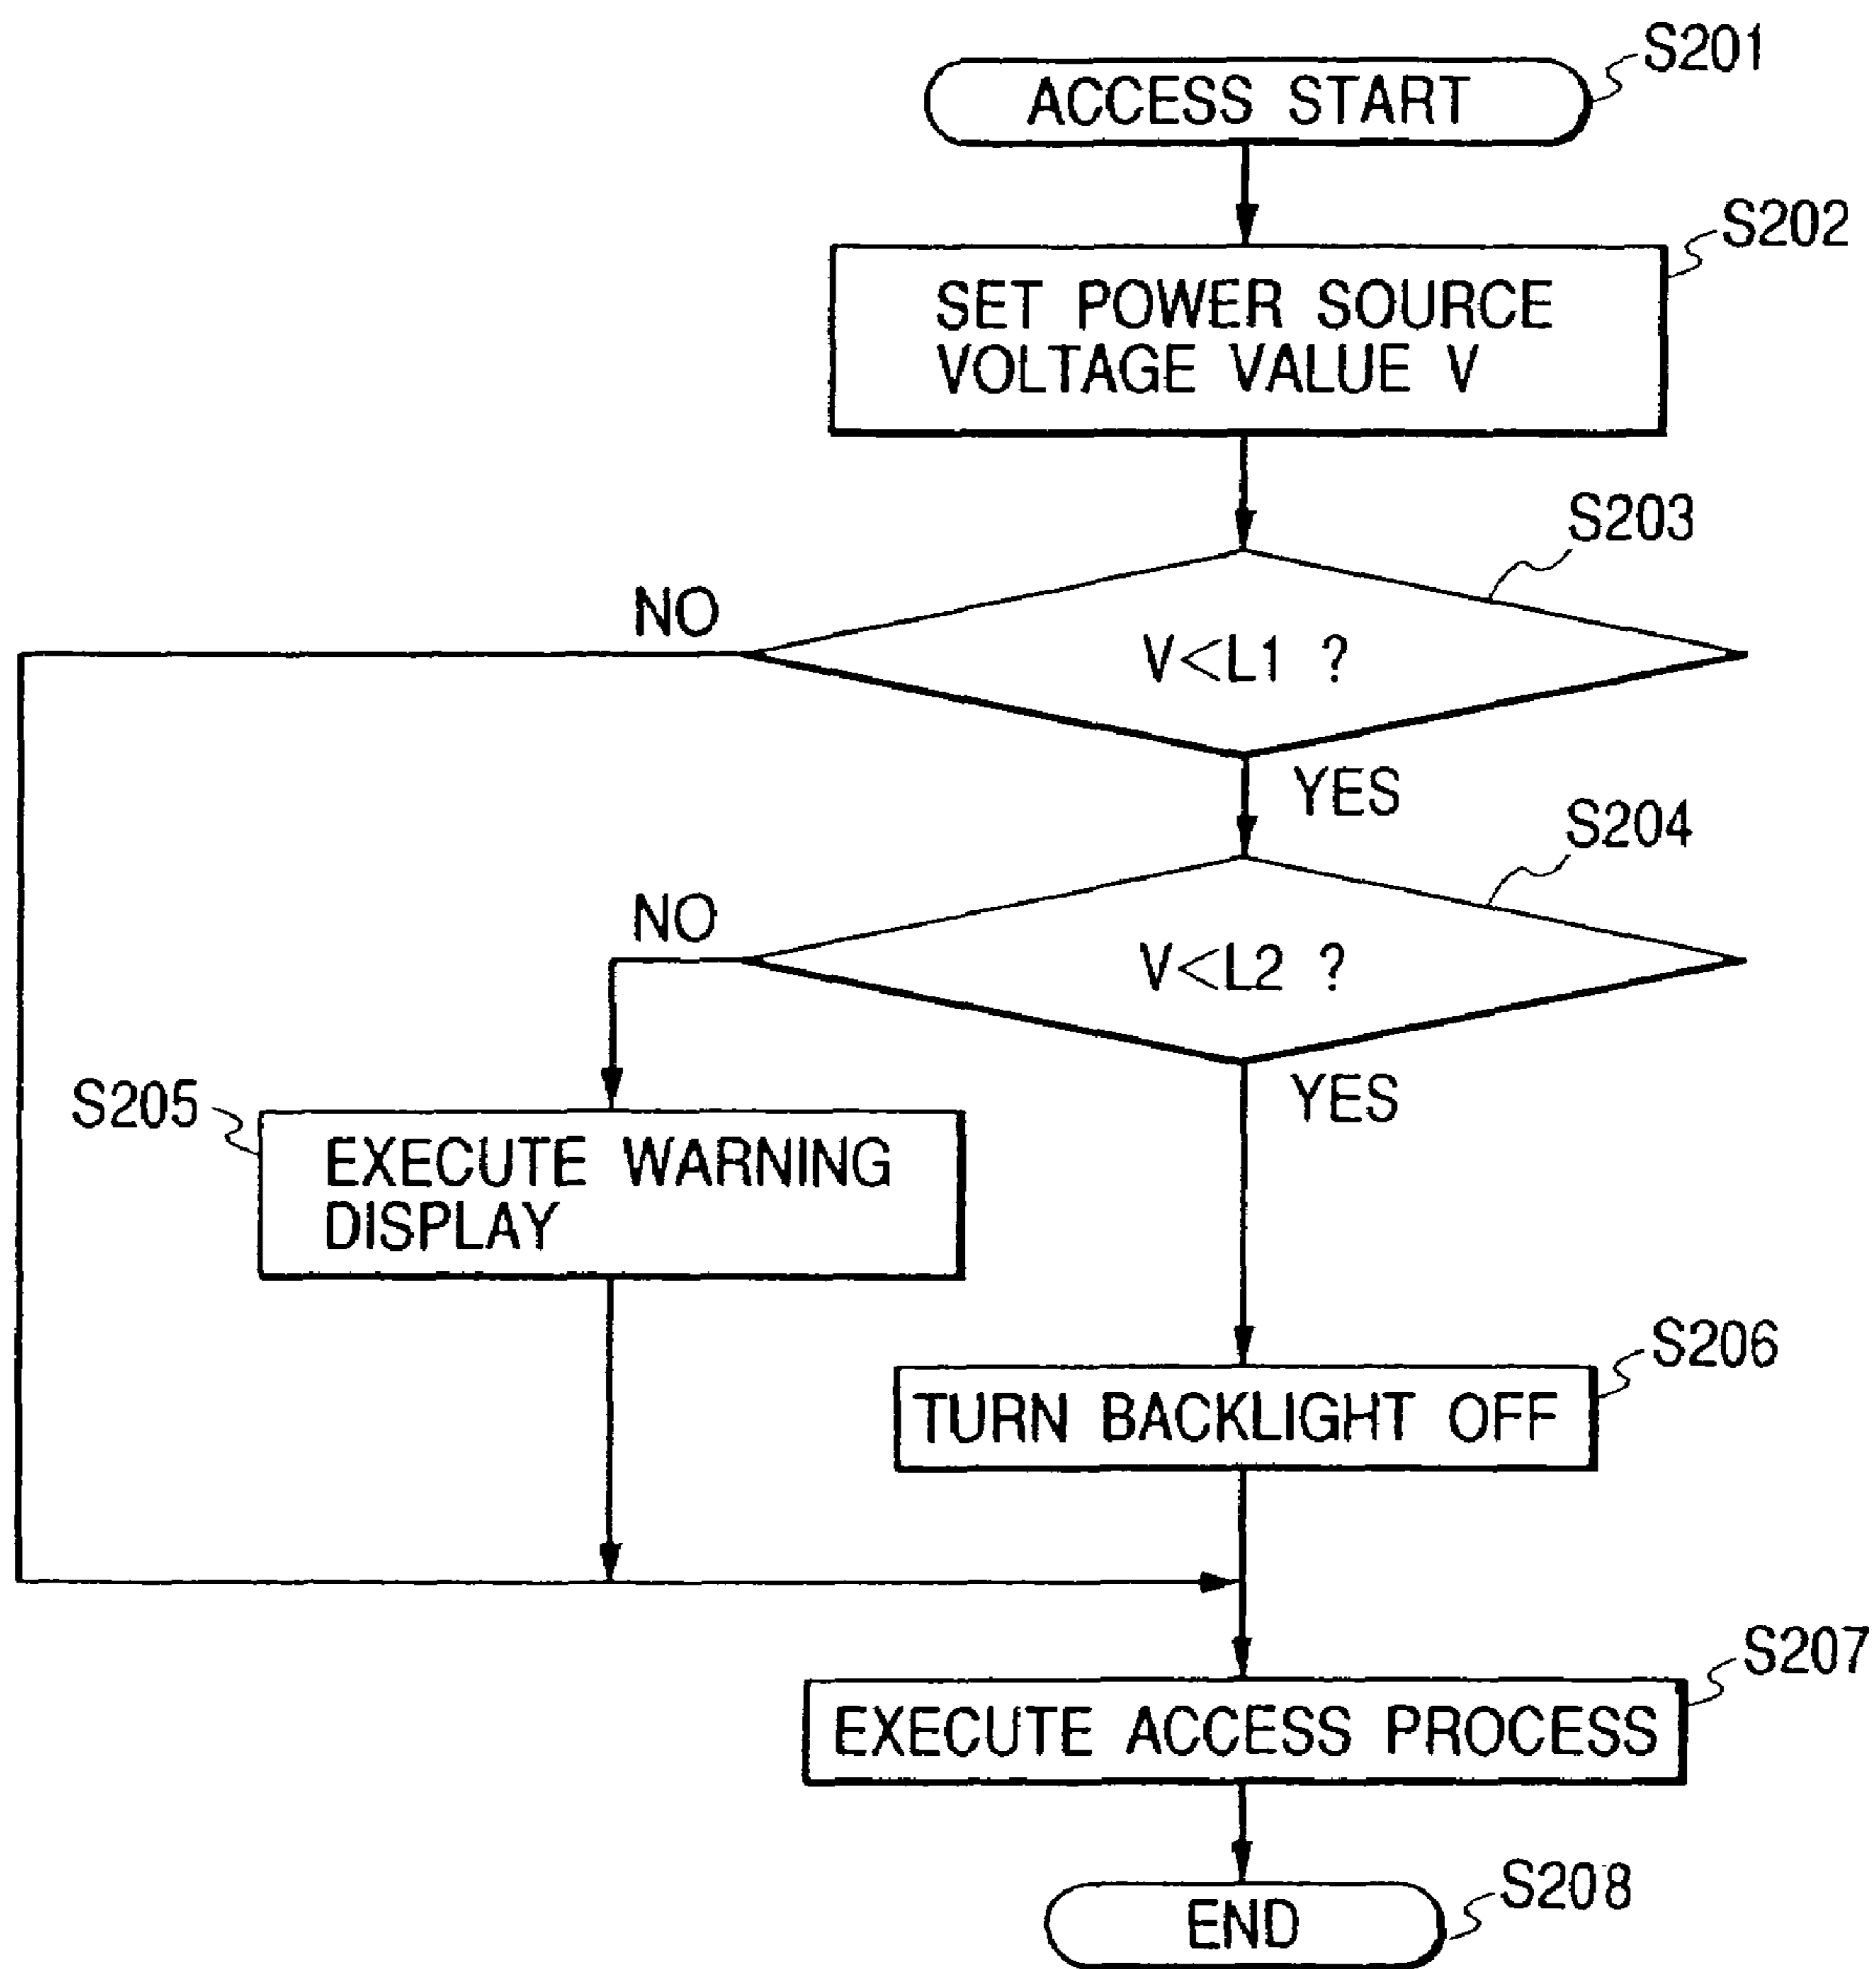 S201
ACCESS START
S202
SET POWER SOURCE
VOLTAGE VALUE V
S203
NO
V<L1 ?
YES
S204
NO
V<L2 ?
YES
S205
EXECUTE WARNING
DISPLAY
S206
TURN BACKLIGHT OFF
S207
EXECUTE ACCESS PROCESS
S208
END